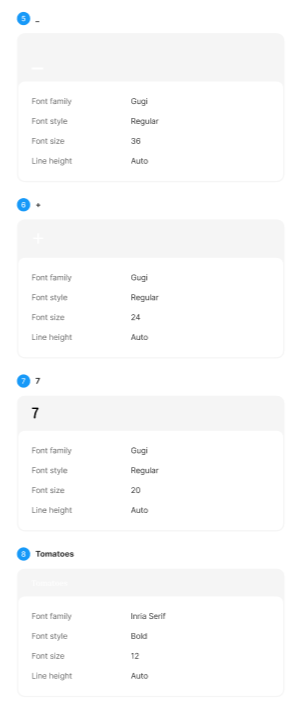 5 _
_
Font family Gugi
Font style Regular
Font size 36
Line height Auto
6 +
+
Font family Gugi
Font style Regular
Font size 24
Line height Auto
7 7
7
Font family Gugi
Font style Regular
Font size 20
Line height Auto
8 Tomatoes
Tomatoes
Font family Inria Serif
Font style Bold
Font size 12
Line height Auto